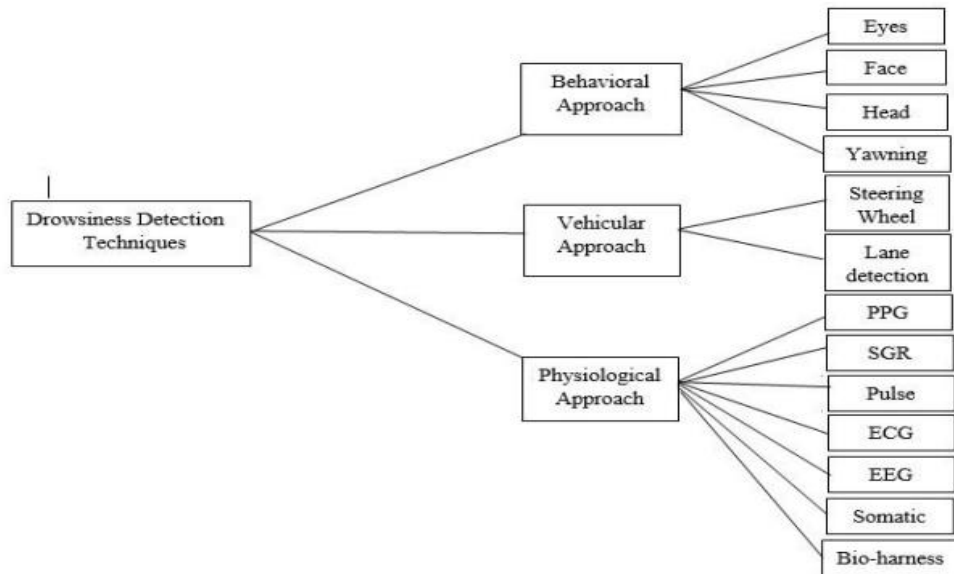 Drowsiness Detection
Techniques
Behavioral
Approach
Eyes
Face
Head
Yawning
Vehicular
Approach
Steering
Wheel
Lane
detection
Physiological
Approach
PPG
SGR
Pulse
ECG
EEG
Somatic
Bio-harness